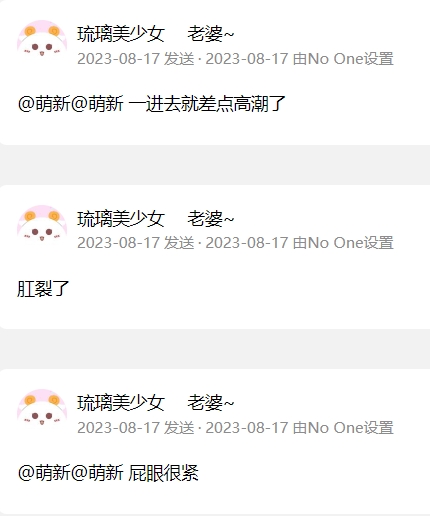 琉璃美少女 老婆~
2023-08-17 发送 · 2023-08-17 由No One设置
@萌新@萌新 一进去就差点高潮了
琉璃美少女 老婆~
2023-08-17 发送 · 2023-08-17 由No One设置
肛裂了
琉璃美少女 老婆~
2023-08-17 发送 · 2023-08-17 由No One设置
@萌新@萌新 屁眼很紧